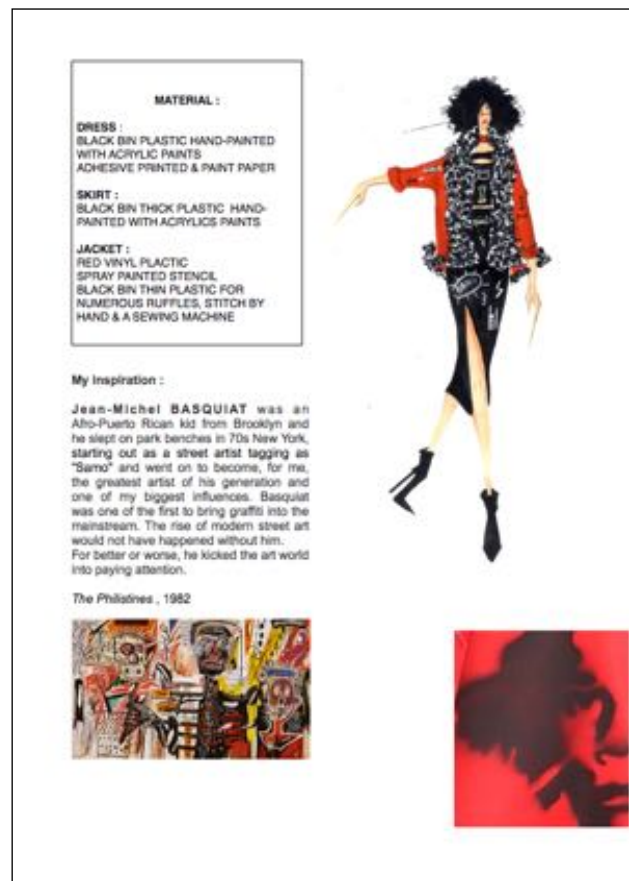 MATERIAL :
DRESS :
BLACK BIN PLASTIC HAND-PAINTED
WITH ACRYLIC PAINTS
ADHESIVE PRINTED & PAINT PAPER
SKIRT :
BLACK BIN THICK PLASTIC HAND-
PAINTED WITH ACRYLICS PAINTS
JACKET :
RED VINYL PLACTIC
SPRAY PAINTED STENCIL
BLACK BIN THIN PLASTIC FOR
NUMEROUS RUFFLES, STITCH BY
HAND & A SEWING MACHINE
My Inspiration :
Jean-Michel BASQUIAT was an
Afro-Puerto Rican kid from Brooklyn and
he slept on park benches in 70s New York,
starting out as a street artist tagging as
"Samo" and went on to become, for me,
the greatest artist of his generation and
one of my biggest influences. Basquiat
was one of the first to bring graffiti into the
mainstream. The rise of modern street art
would not have happened without him.
For better or worse, he kicked the art world
into paying attention.
The Philistines , 1982